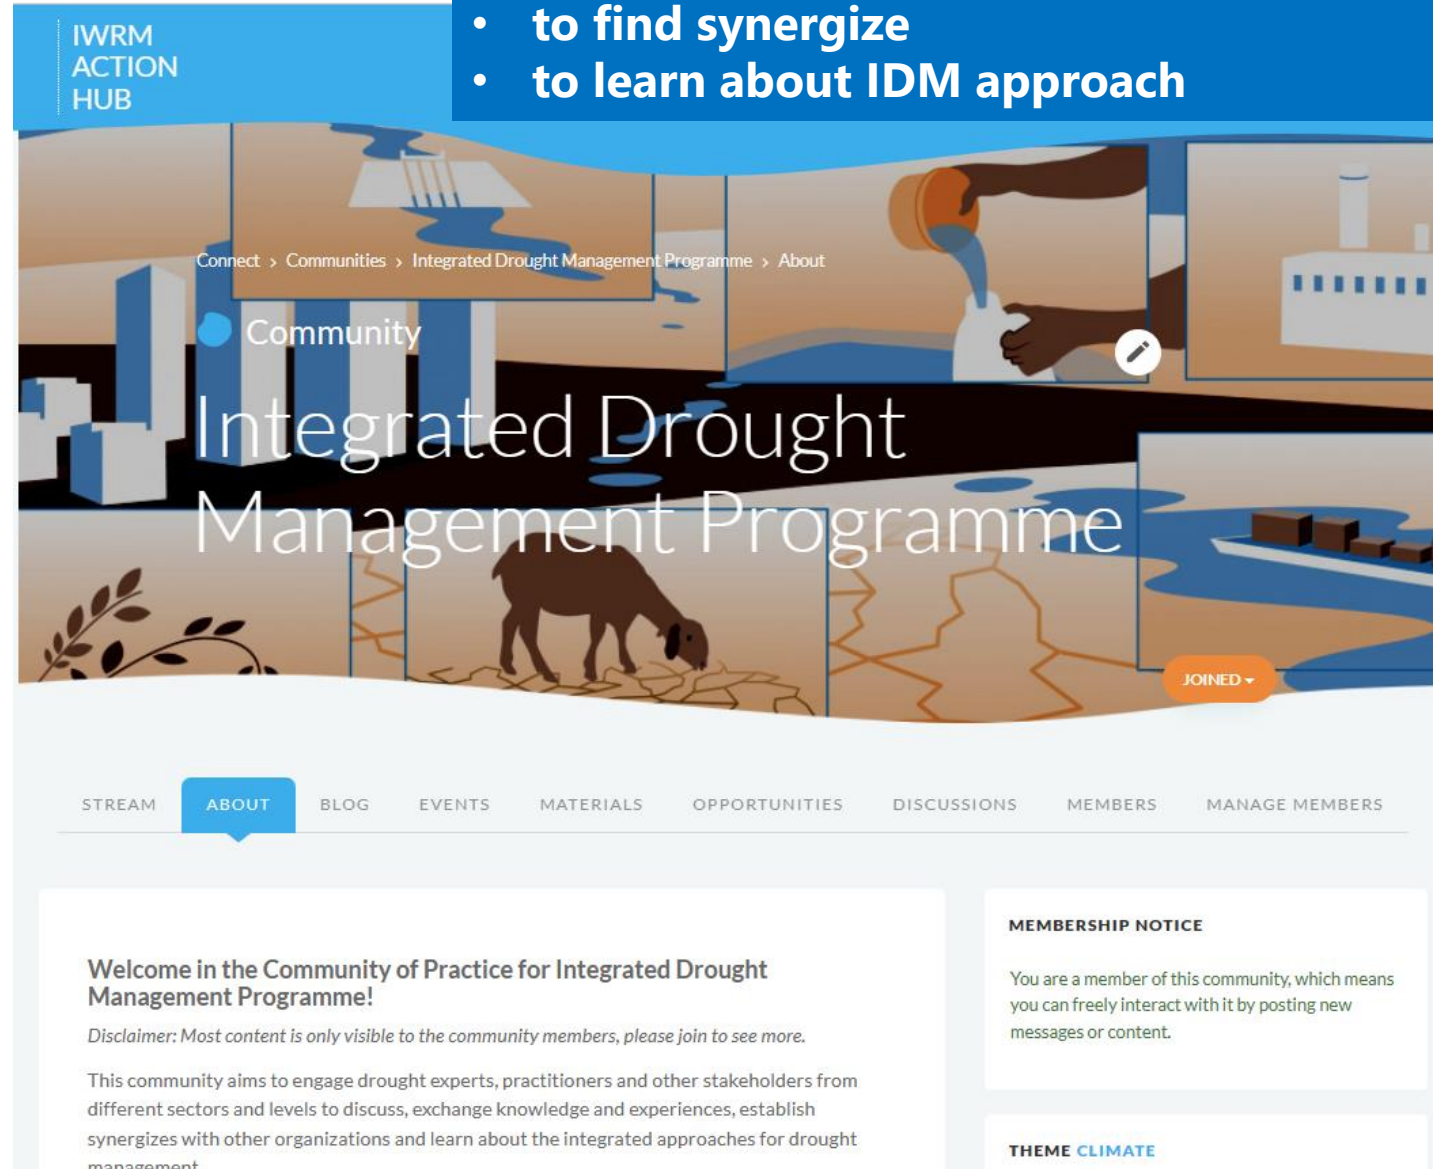 IWRM
ACTION
HUB
• to find synergize
• to learn about IDM approach
Connect › Communities › Integrated Drought Management Programme › About
Community
Integrated Drought
Management Programme
JOINED
STREAM ABOUT BLOG EVENTS MATERIALS OPPORTUNITIES DISCUSSIONS MEMBERS MANAGE MEMBERS
Welcome in the Community of Practice for Integrated Drought
Management Programme!
Disclaimer: Most content is only visible to the community members, please join to see more.
This community aims to engage drought experts, practitioners and other stakeholders from
different sectors and levels to discuss, exchange knowledge and experiences, establish
synergizes with other organizations and learn about the integrated approaches for drought
management
MEMBERSHIP NOTICE
You are a member of this community, which means
you can freely interact with it by posting new
messages or content.
THEME CLIMATE